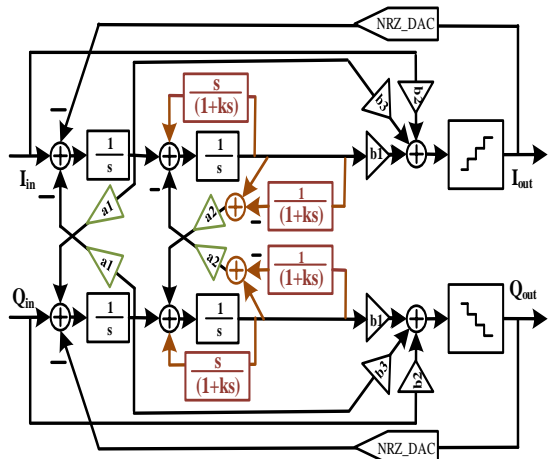 NRZ_DAC
b2
b3
s
(1+ks)
−
1
s
−
1
s
b1
I_in
−
a1
a2
−
1
(1+ks)
I_out
a1
a2
−
1
(1+ks)
Q_in
1
s
1
s
b1
Q_out
−
s
(1+ks)
b3
b2
NRZ_DAC